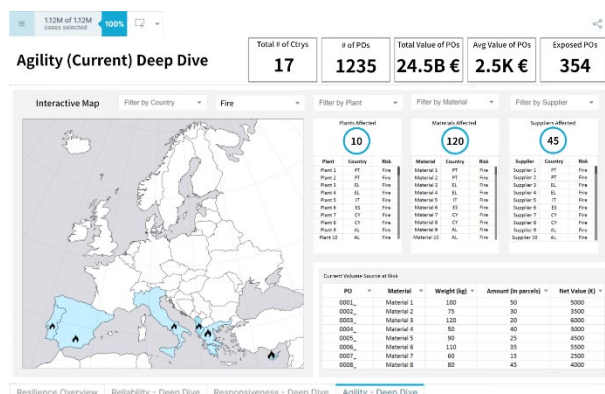 1.12M of 1.12M
cases selected
100%
Agility (Current) Deep Dive
Total # of Ctrys
17
# of POs
1235
Total Value of POs
24.5B €
Avg Value of POs
2.5K €
Exposed POs
354
Interactive Map
Filter by Country
Fire
Filter by Plant
Filter by Material
Filter by Supplier
Plants Affected
10
Plant Country Risk
Plant 1 PT Fire
Plant 2 PT Fire
Plant 3 EL Fire
Plant 4 EL Fire
Plant 5 IT Fire
Plant 6 ES Fire
Plant 7 CY Fire
Plant 8 CY Fire
Plant 9 AL Fire
Plant 10 AL Fire
Materials Affected
120
Material Country Risk
Material 1 PT Fire
Material 2 PT Fire
Material 3 EL Fire
Material 4 EL Fire
Material 5 IT Fire
Material 6 ES Fire
Material 7 CY Fire
Material 8 CY Fire
Material 9 AL Fire
Material 10 AL Fire
Suppliers Affected
45
Supplier Country Risk
Supplier 1 PT Fire
Supplier 2 PT Fire
Supplier 3 EL Fire
Supplier 4 EL Fire
Supplier 5 IT Fire
Supplier 6 ES Fire
Supplier 7 CY Fire
Supplier 8 CY Fire
Supplier 9 AL Fire
Supplier 10 AL Fire
Current Volume Source at Risk
PO Material Weight (kg) Amount (in parcels) Net Value (€)
0001_ Material 1 100 50 5000
0002_ Material 2 75 30 3500
0003_ Material 3 120 20 6000
0004_ Material 4 50 40 3000
0005_ Material 5 90 25 4500
0006_ Material 6 110 35 5500
0007_ Material 7 60 15 2500
0008_ Material 8 80 45 4000
Resilience Overview
Reliability - Deep Dive
Responsiveness - Deep Dive
Agility - Deep Dive